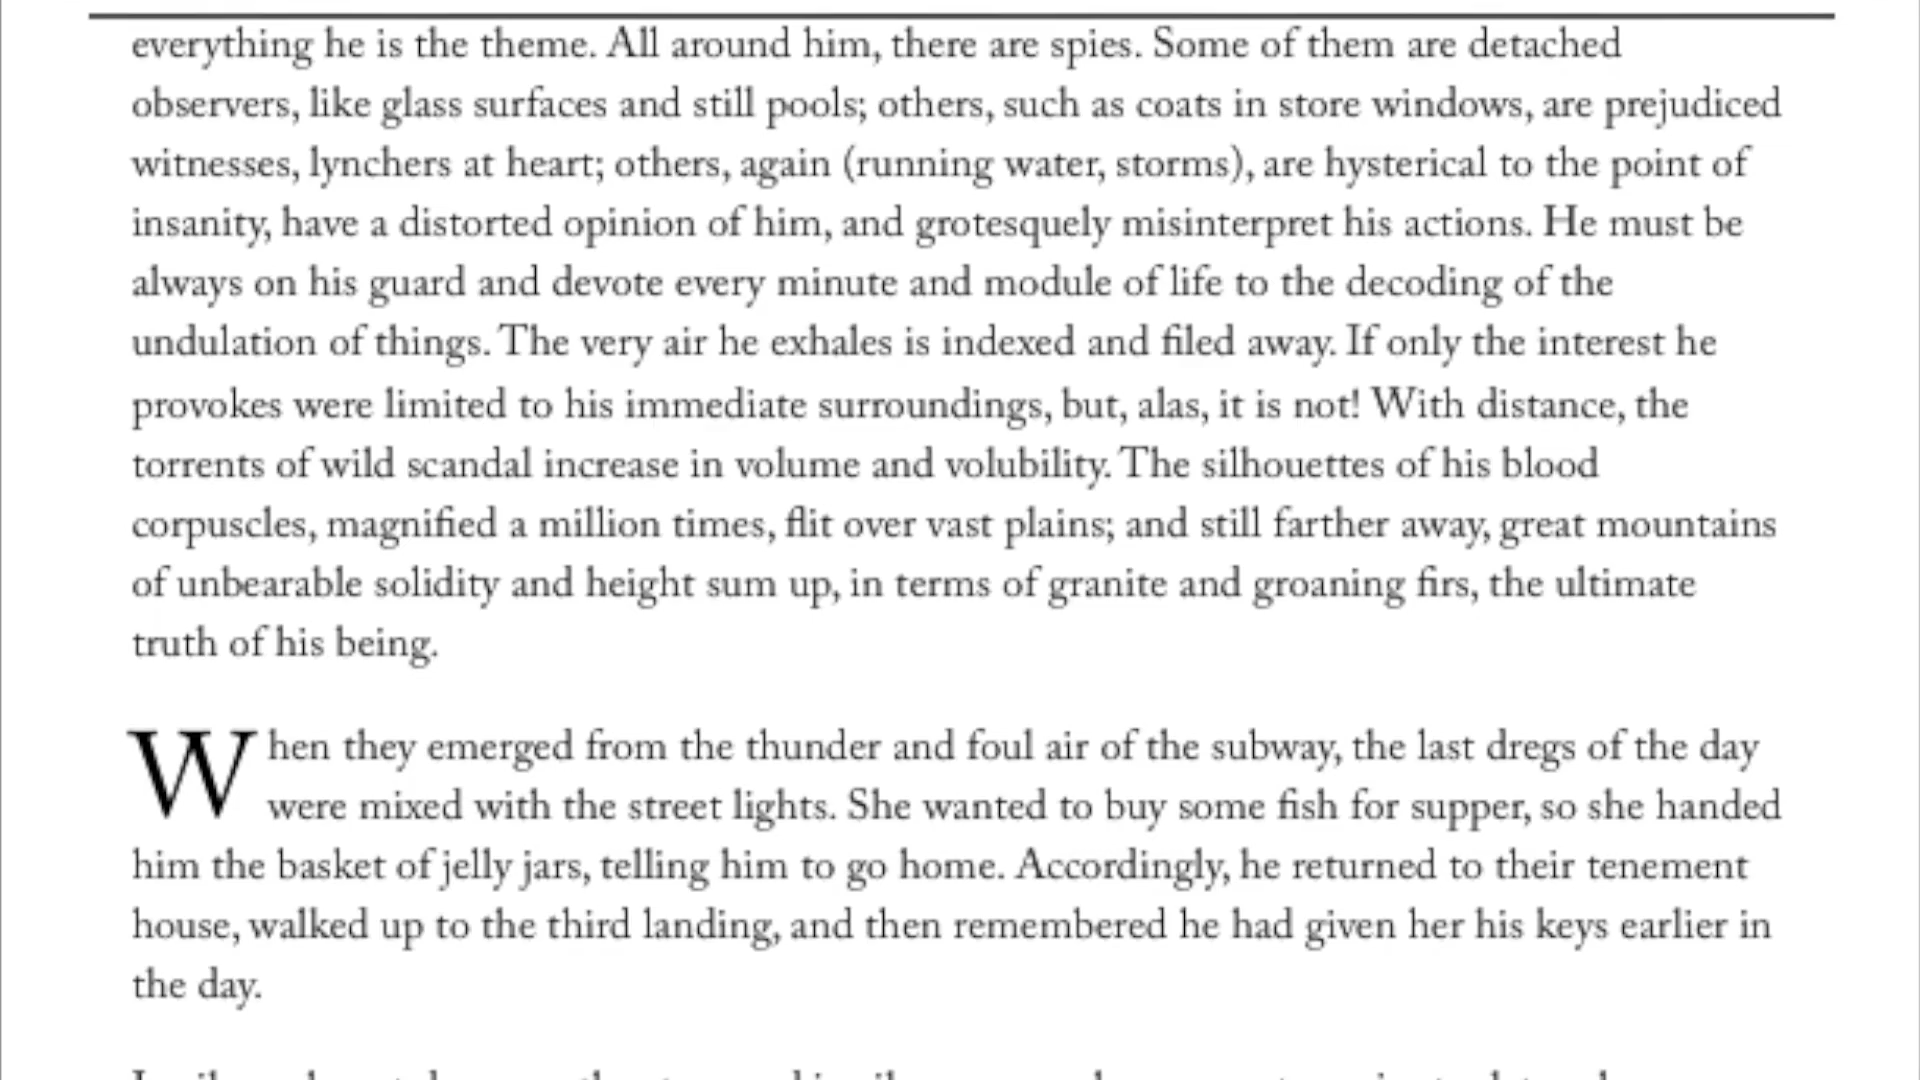 everything he is the theme. All around him, there are spies. Some of them are detached
observers, like glass surfaces and still pools; others, such as coats in store windows, are prejudiced
witnesses, lynchers at heart; others, again (running water, storms), are hysterical to the point of
insanity, have a distorted opinion of him, and grotesquely misinterpret his actions. He must be
always on his guard and devote every minute and module of life to the decoding of the
undulation of things. The very air he exhales is indexed and filed away. If only the interest he
provokes were limited to his immediate surroundings, but, alas, it is not! With distance, the
torrents of wild scandal increase in volume and volubility. The silhouettes of his blood
corpuscles, magnified a million times, flit over vast plains; and still farther away, great mountains
of unbearable solidity and height sum up, in terms of granite and groaning firs, the ultimate
truth of his being.
When they emerged from the thunder and foul air of the subway, the last dregs of the day
were mixed with the street lights. She wanted to buy some fish for supper, so she handed
him the basket of jelly jars, telling him to go home. Accordingly, he returned to their tenement
house, walked up to the third landing, and then remembered he had given her his keys earlier in
the day.